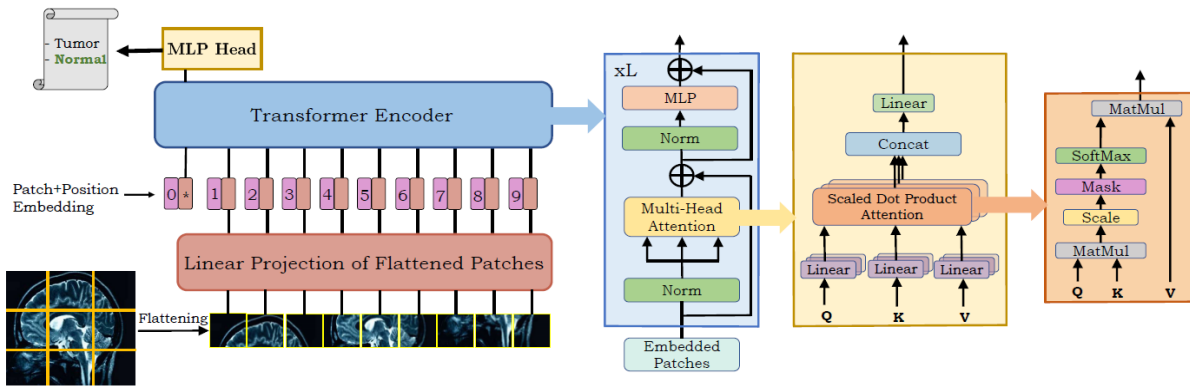 - Tumor
- Normal
MLP Head
Transformer Encoder
Patch+Position
Embedding
0 * 1 2 3 4 5 6 7 8 9
Linear Projection of Flattened Patches
Flattening
xL
MLP
Norm
Multi-Head
Attention
Norm
Embedded
Patches
Linear
Concat
Scaled Dot Product
Attention
Linear Linear Linear
Q K V
MatMul
SoftMax
Mask
Scale
MatMul
Q K V